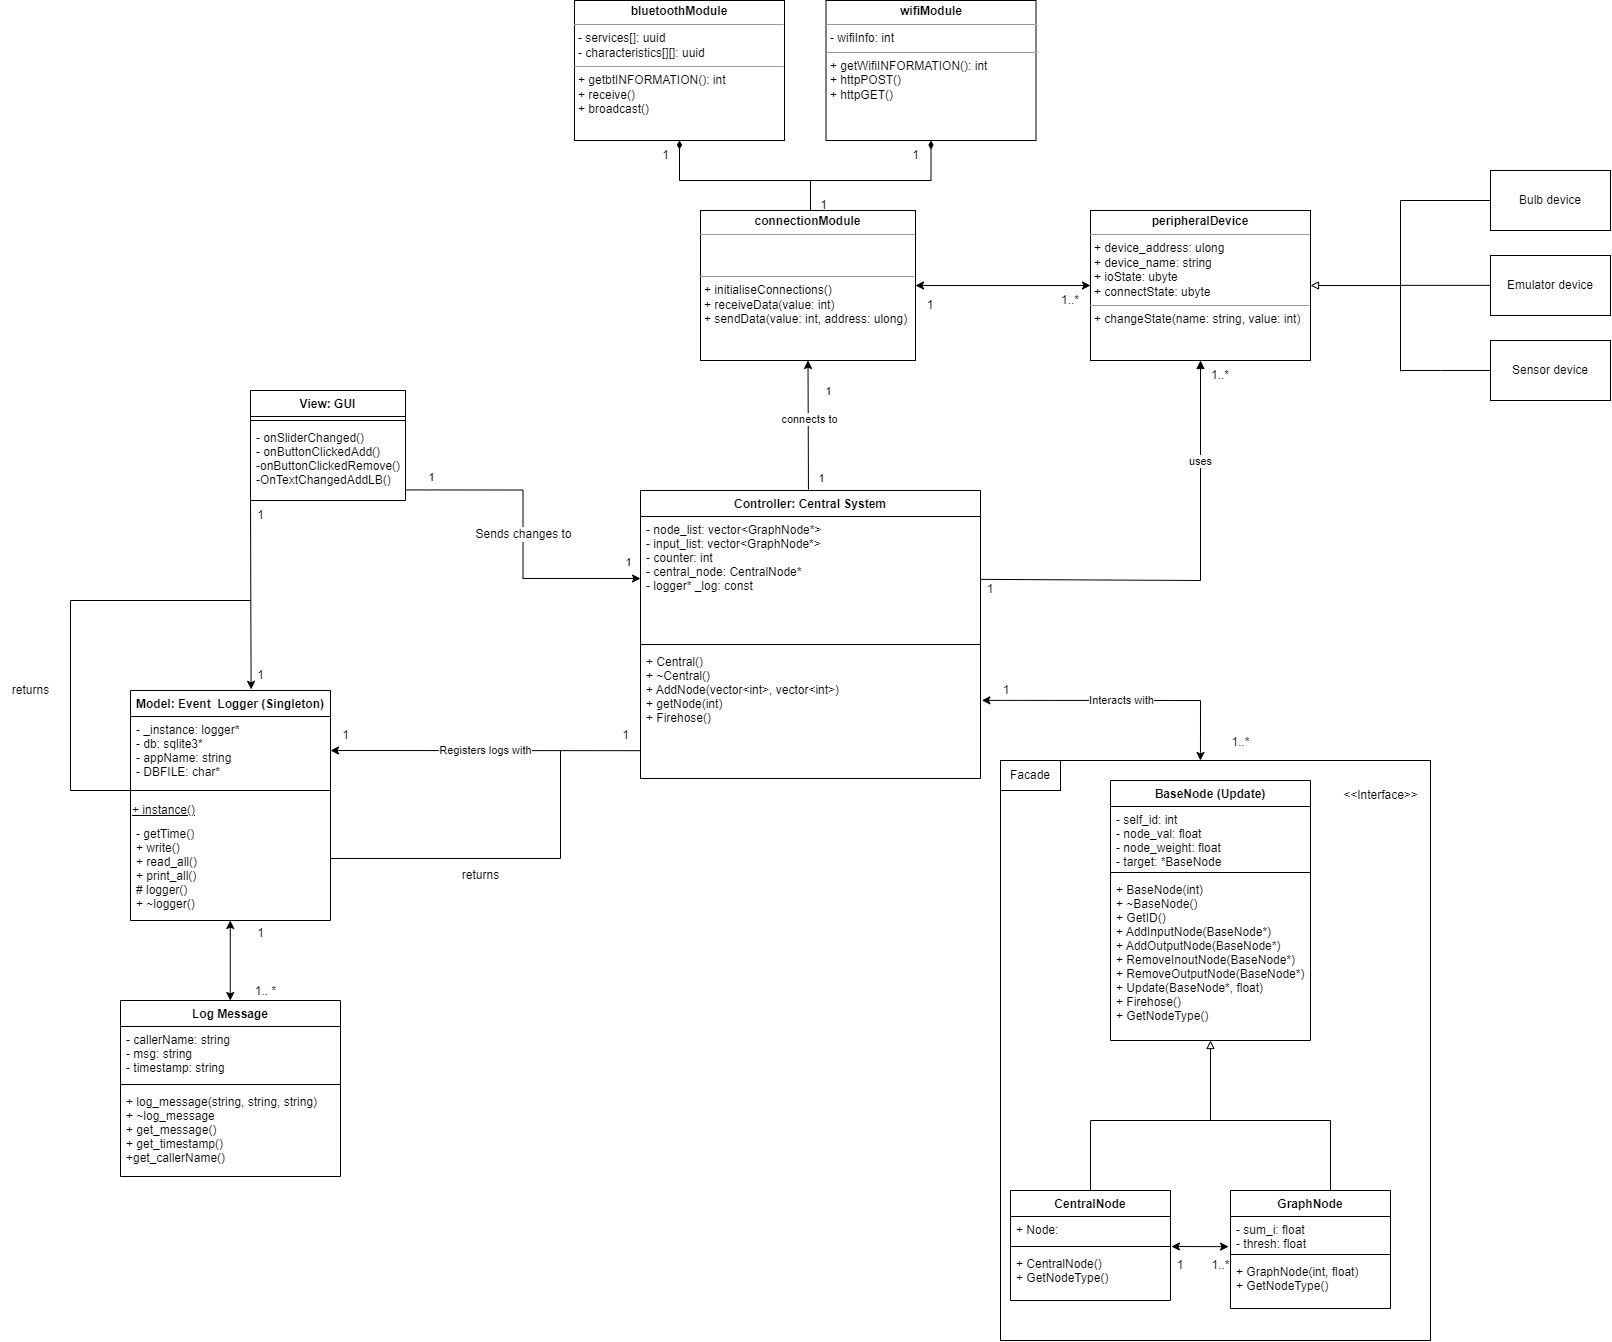 bluetoothModule
- services[]: uuid
- characteristics[][]: uuid
+ getbtINFORMATION(): int
+ receive()
+ broadcast()
1
wifiModule
- wifiInfo: int
+ getWifiINFORMATION(): int
+ httpPOST()
+ httpGET()
1
1
connectionModule
+ initialiseConnections()
+ receiveData(value: int)
+ sendData(value: int, address: ulong)
1
1..*
peripheralDevice
+ device_address: ulong
+ device_name: string
+ ioState: ubyte
+ connectState: ubyte
+ changeState(name: string, value: int)
Bulb device
Emulator device
Sensor device
1..*
uses
1
1
connects to
1
View: GUI
- onSliderChanged()
- onButtonClickedAdd()
-onButtonClickedRemove()
-OnTextChangedAddLB()
1
Sends changes to
1
1
1
returns
Controller: Central System
- node_list: vector<GraphNode*>
- input_list: vector<GraphNode*>
- counter: int
- central_node: CentralNode*
- logger* _log: const
+ Central()
+ ~Central()
+ AddNode(vector<int>, vector<int>)
+ getNode(int)
+ Firehose()
Model: Event Logger (Singleton)
- _instance: logger*
- db: sqlite3*
- appName: string
- DBFILE: char*
+ instance()
- getTime()
+ write()
+ read_all()
+ print_all()
# logger()
+ ~logger()
1
Registers logs with
1
returns
1
1.. *
Log Message
- callerName: string
- msg: string
- timestamp: string
+ log_message(string, string, string)
+ ~log_message
+ get_message()
+ get_timestamp()
+get_callerName()
1
Interacts with
1..*
Facade
<<Interface>>
BaseNode (Update)
- self_id: int
- node_val: float
- node_weight: float
- target: *BaseNode
+ BaseNode(int)
+ ~BaseNode()
+ GetID()
+ AddInputNode(BaseNode*)
+ AddOutputNode(BaseNode*)
+ RemoveInoutNode(BaseNode*)
+ RemoveOutputNode(BaseNode*)
+ Update(BaseNode*, float)
+ Firehose()
+ GetNodeType()
CentralNode
+ Node:
+ CentralNode()
+ GetNodeType()
1
1..*
GraphNode
- sum_i: float
- thresh: float
+ GraphNode(int, float)
+ GetNodeType()